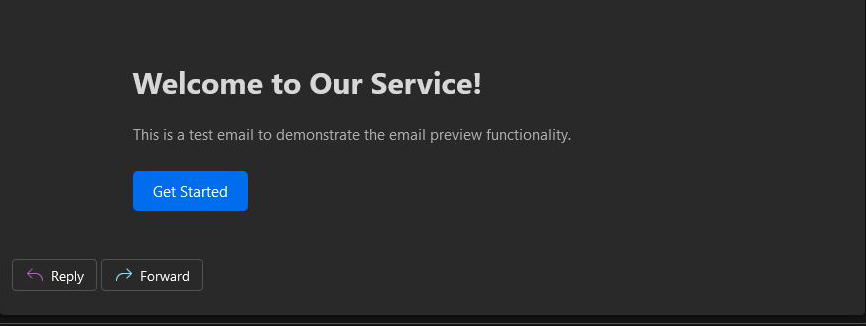 Welcome to Our Service!
This is a test email to demonstrate the email preview functionality.
Get Started
Reply
Forward